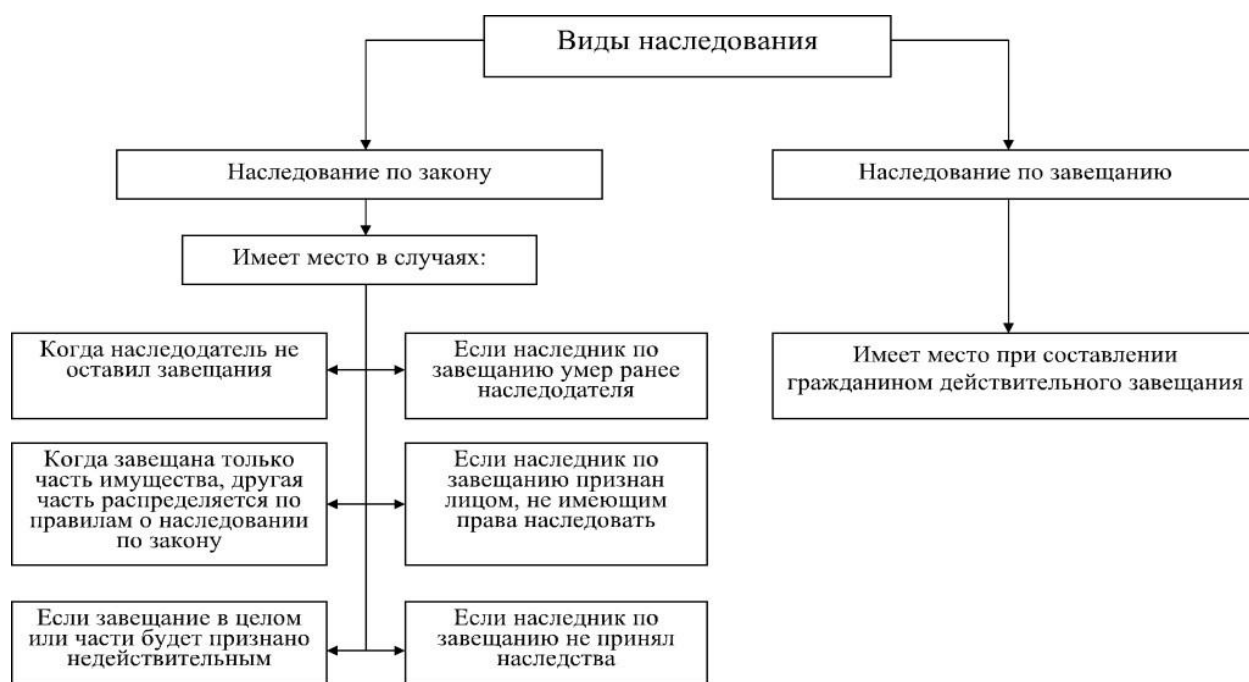 Виды наследования
Наследование по закону
Наследование по завещанию
Имеет место в случаях:
Когда наследодатель не
оставил завещания
Если наследник по
завещанию умер ранее
наследодателя
Имеет место при составлении
гражданином действительного завещания
Когда завещана только
часть имущества, другая
часть распределяется по
правилам о наследовании
по закону
Если наследник по
завещанию признан
лицом, не имеющим
права наследовать
Если завещание в целом
или части будет признано
недействительным
Если наследник по
завещанию не принял
наследства